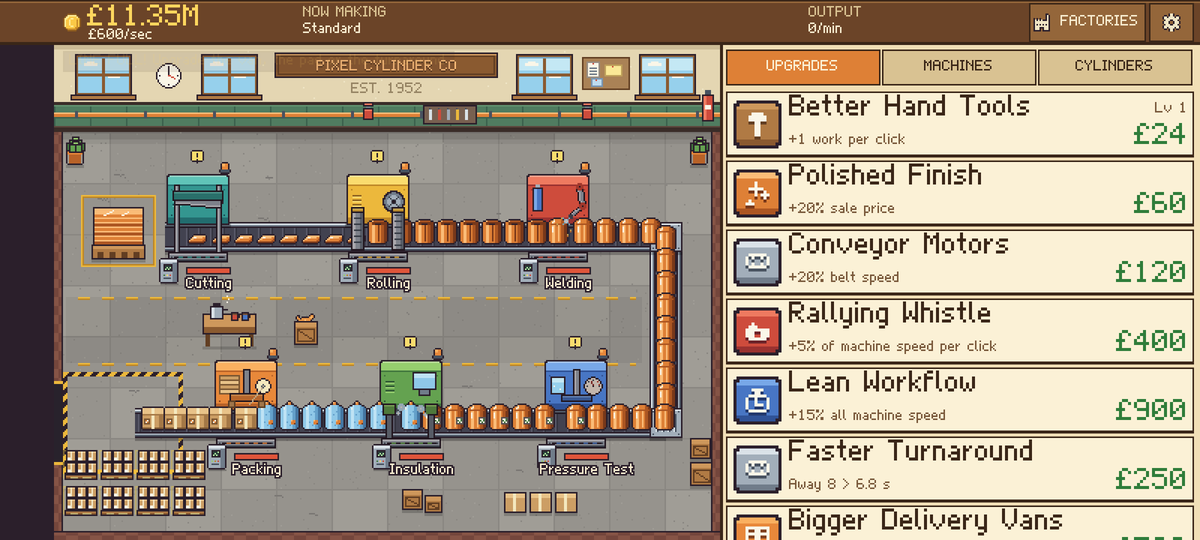 £11.35M
£600/sec
NOW MAKING
Standard
OUTPUT
0/min
FACTORIES
PIXEL CYLINDER CO
EST. 1952
Cutting
Rolling
Welding
Packing
Insulation
Pressure Test
UPGRADES
MACHINES
CYLINDERS
Better Hand Tools
Lv 1
+1 work per click
£24
Polished Finish
+20% sale price
£60
Conveyor Motors
+20% belt speed
£120
Rallying Whistle
+5% of machine speed per click
£400
Lean Workflow
+15% all machine speed
£900
Faster Turnaround
Away 8 > 6.8 s
£250
Bigger Delivery Vans